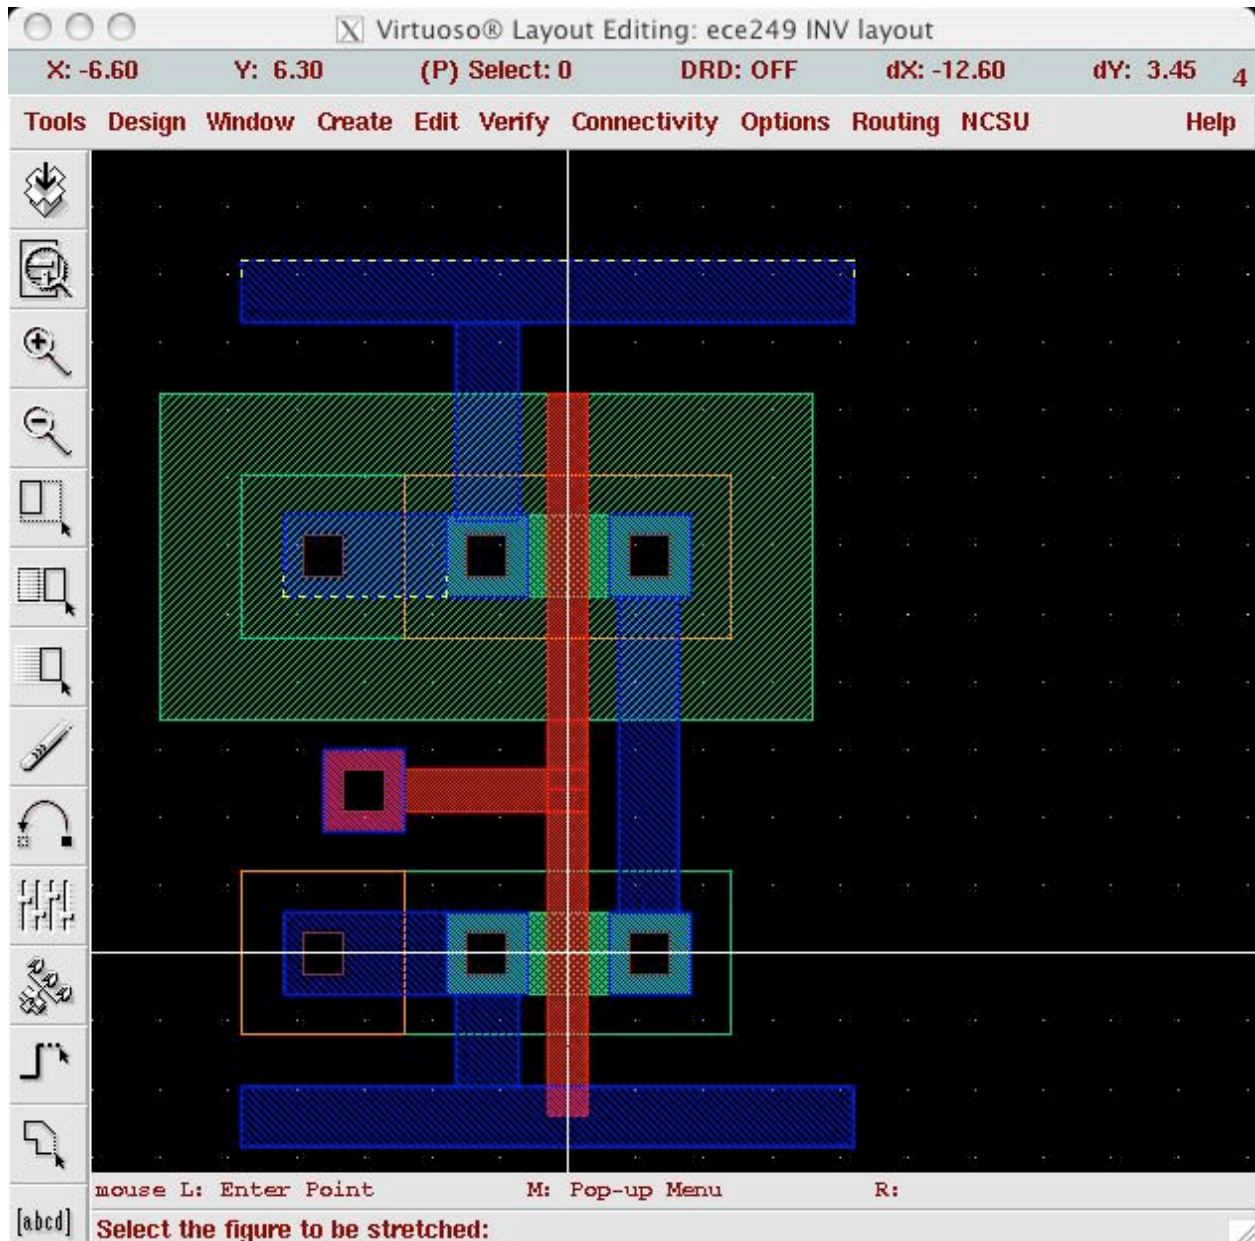 X Virtuoso® Layout Editing: ece249 INV layout
X: -6.60 Y: 6.30 (P) Select: 0 DRD: OFF dX: -12.60 dY: 3.45 4
Tools Design Window Create Edit Verify Connectivity Options Routing NCSU Help
mouse L: Enter Point M: Pop-up Menu R:
[abcd] Select the figure to be stretched: